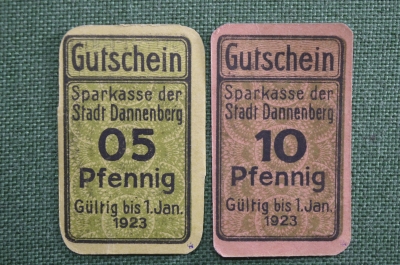 Gutschein
Sparkasse der
Stadt Dannenberg
05
Pfennig
Gültig bis 1. Jan.
1923
Gutschein
Sparkasse der
Stadt Dannenberg
10
Pfennig
Gültig bis 1. Jan.
1923